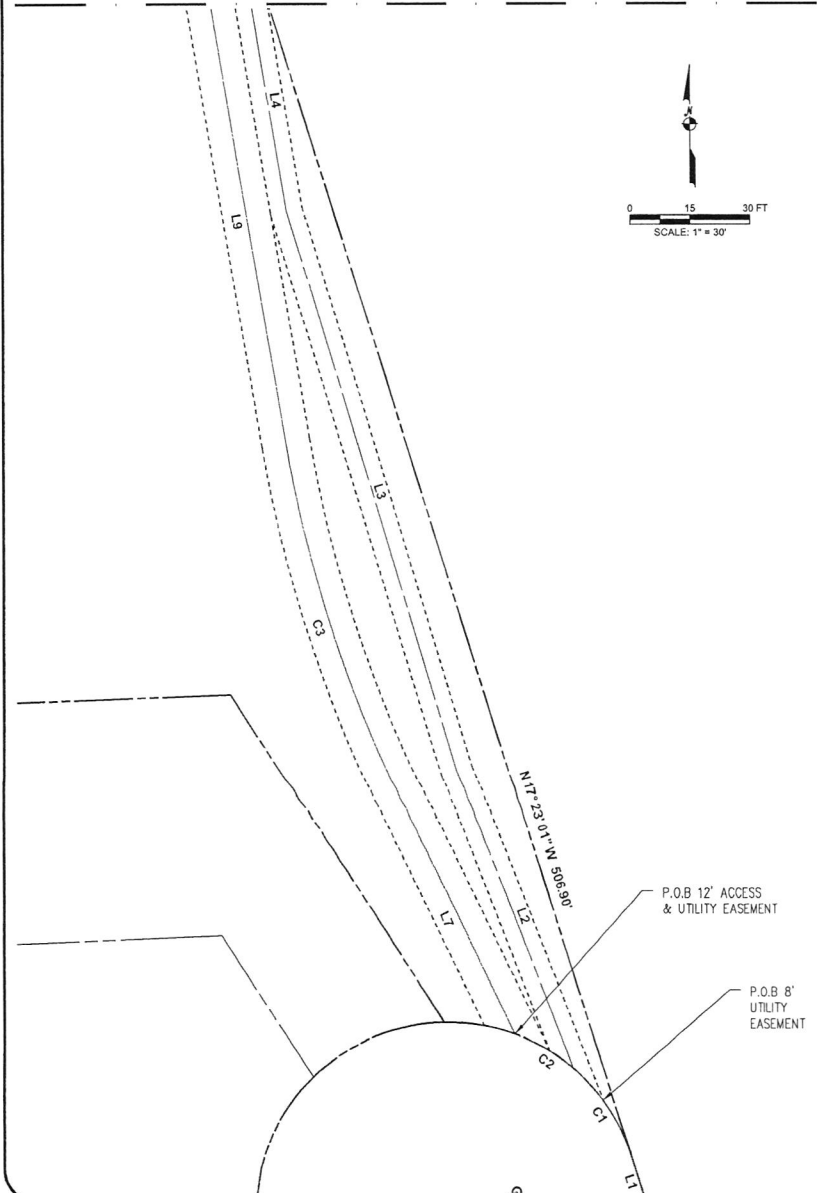 L4
N
0 15 30 FT
SCALE: 1" = 30'
L9
L3
C3
N 17° 23' 01" W 506.90'
P.O.B 12' ACCESS
& UTILITY EASEMENT
L2
L7
P.O.B 8'
UTILITY
EASEMENT
C2
C1
L1